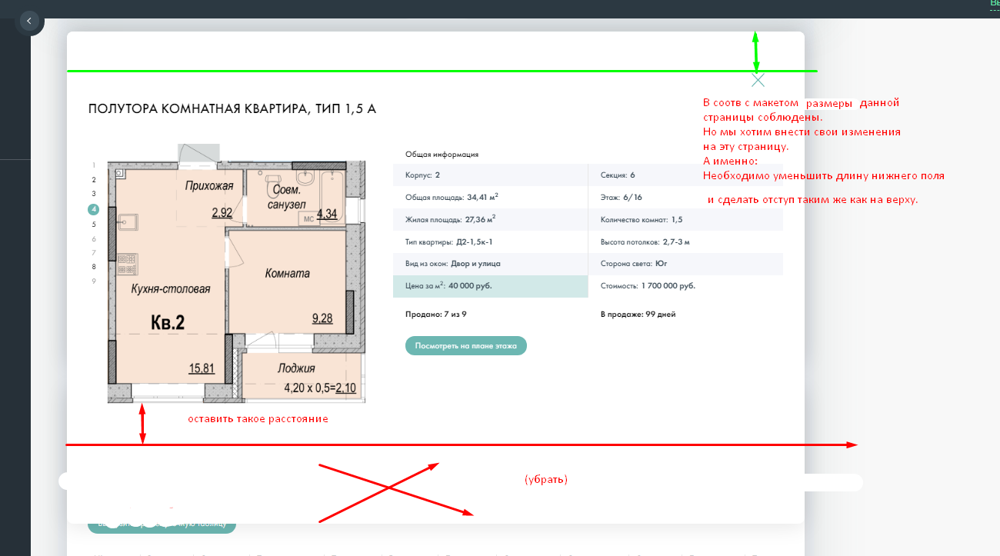 Вы
ПОЛУТОРА КОМНАТНАЯ КВАРТИРА, ТИП 1,5 А
В соотв с макетом размеры данной
страницы соблюдены.
Но мы хотим внести свои изменения
на эту страницу.
А именно:
Необходимо уменьшить длину нижнего поля
и сделать отступ таким же как на верху.
1
2
3
4
5
6
7
8
9
Прихожая
2,92
Совм.
санузел
МС
4,34
Комната
9,28
Кухня-столовая
Кв.2
15,81
Лоджия
4,20 х 0,5=2,10
Общая информация
Корпус: 2
Секция: 6
Общая площадь: 34,41 м2
Этаж: 6/16
Жилая площадь: 27,36 м2
Количество комнат: 1,5
Тип квартиры: Д2-1,5к-1
Высота потолков: 2,7-3 м
Вид из окон: Двор и улица
Сторона света: Юг
Цена за м2: 40 000 руб.
Стоимость: 1 700 000 руб.
Продано: 7 из 9
В продаже: 99 дней
Посмотреть на плане этажа
оставить такое расстояние
(убрать)
таблицу